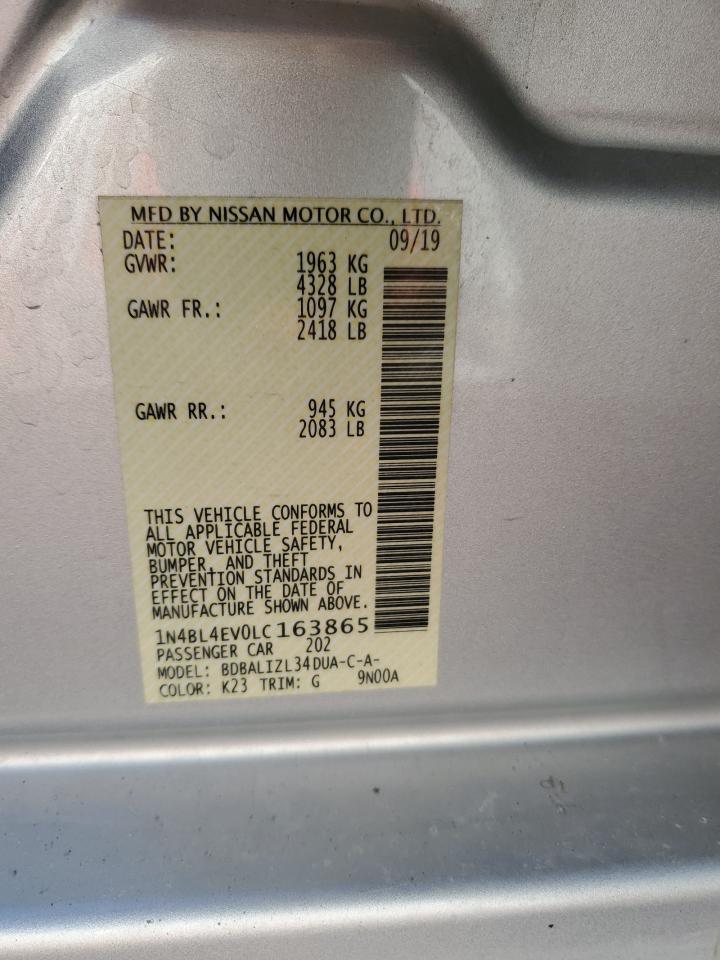 MFD BY NISSAN MOTOR CO., LTD.
DATE: 09/19
GVWR: 1963 KG
4328 LB
GAWR FR.: 1097 KG
2418 LB
GAWR RR.: 945 KG
2083 LB
THIS VEHICLE CONFORMS TO
ALL APPLICABLE FEDERAL
MOTOR VEHICLE SAFETY,
BUMPER, AND THEFT
PREVENTION STANDARDS IN
EFFECT ON THE DATE OF
MANUFACTURE SHOWN ABOVE.
1N4BL4EV0LC163865
PASSENGER CAR 202
MODEL: BDBALIZL34DUA-C-A-
COLOR: K23 TRIM: G 9N00A